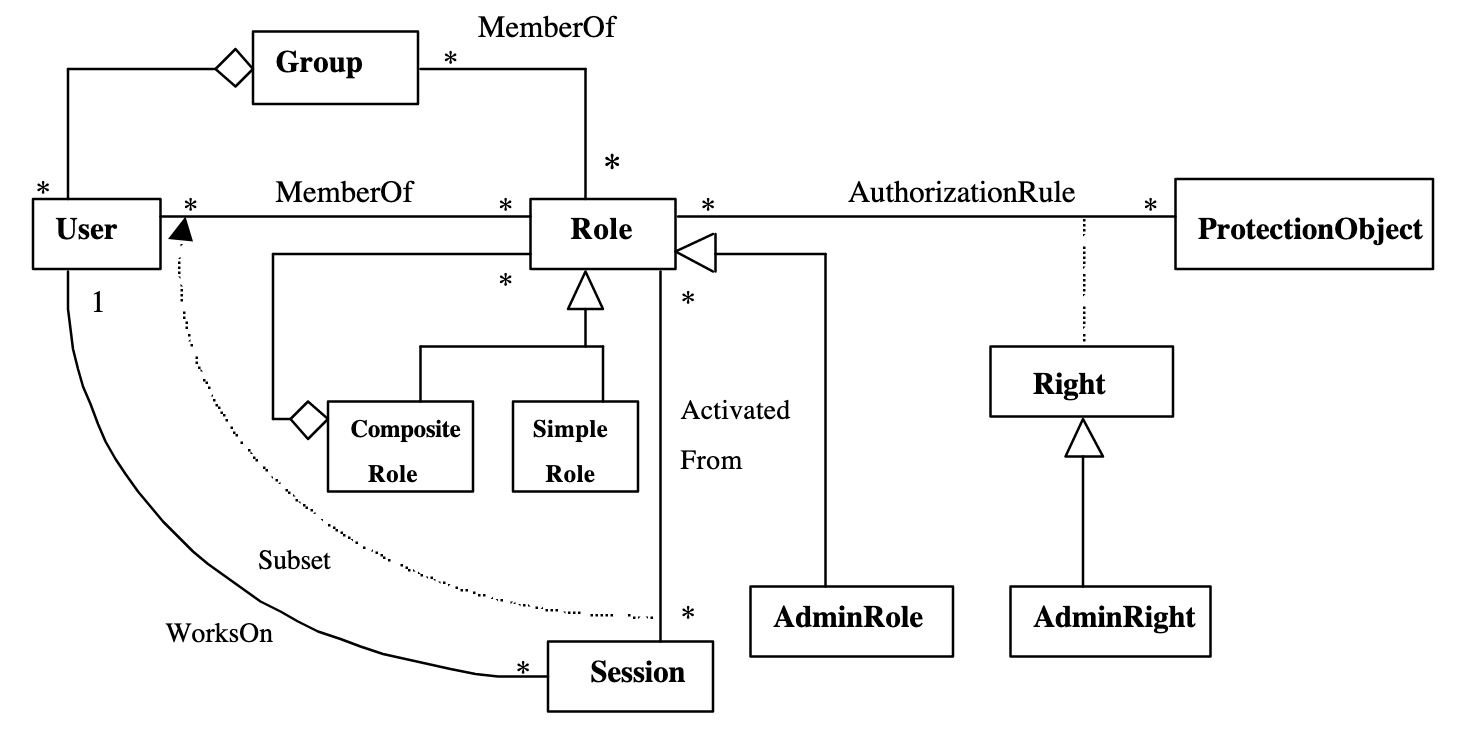 MemberOf
Group
*
*
*
User
*
MemberOf
*
Role
*
AuthorizationRule
*
ProtectionObject
1
*
*
Right
Composite
Role
Simple
Role
Activated
From
Subset
WorksOn
*
*
Session
AdminRole
AdminRight